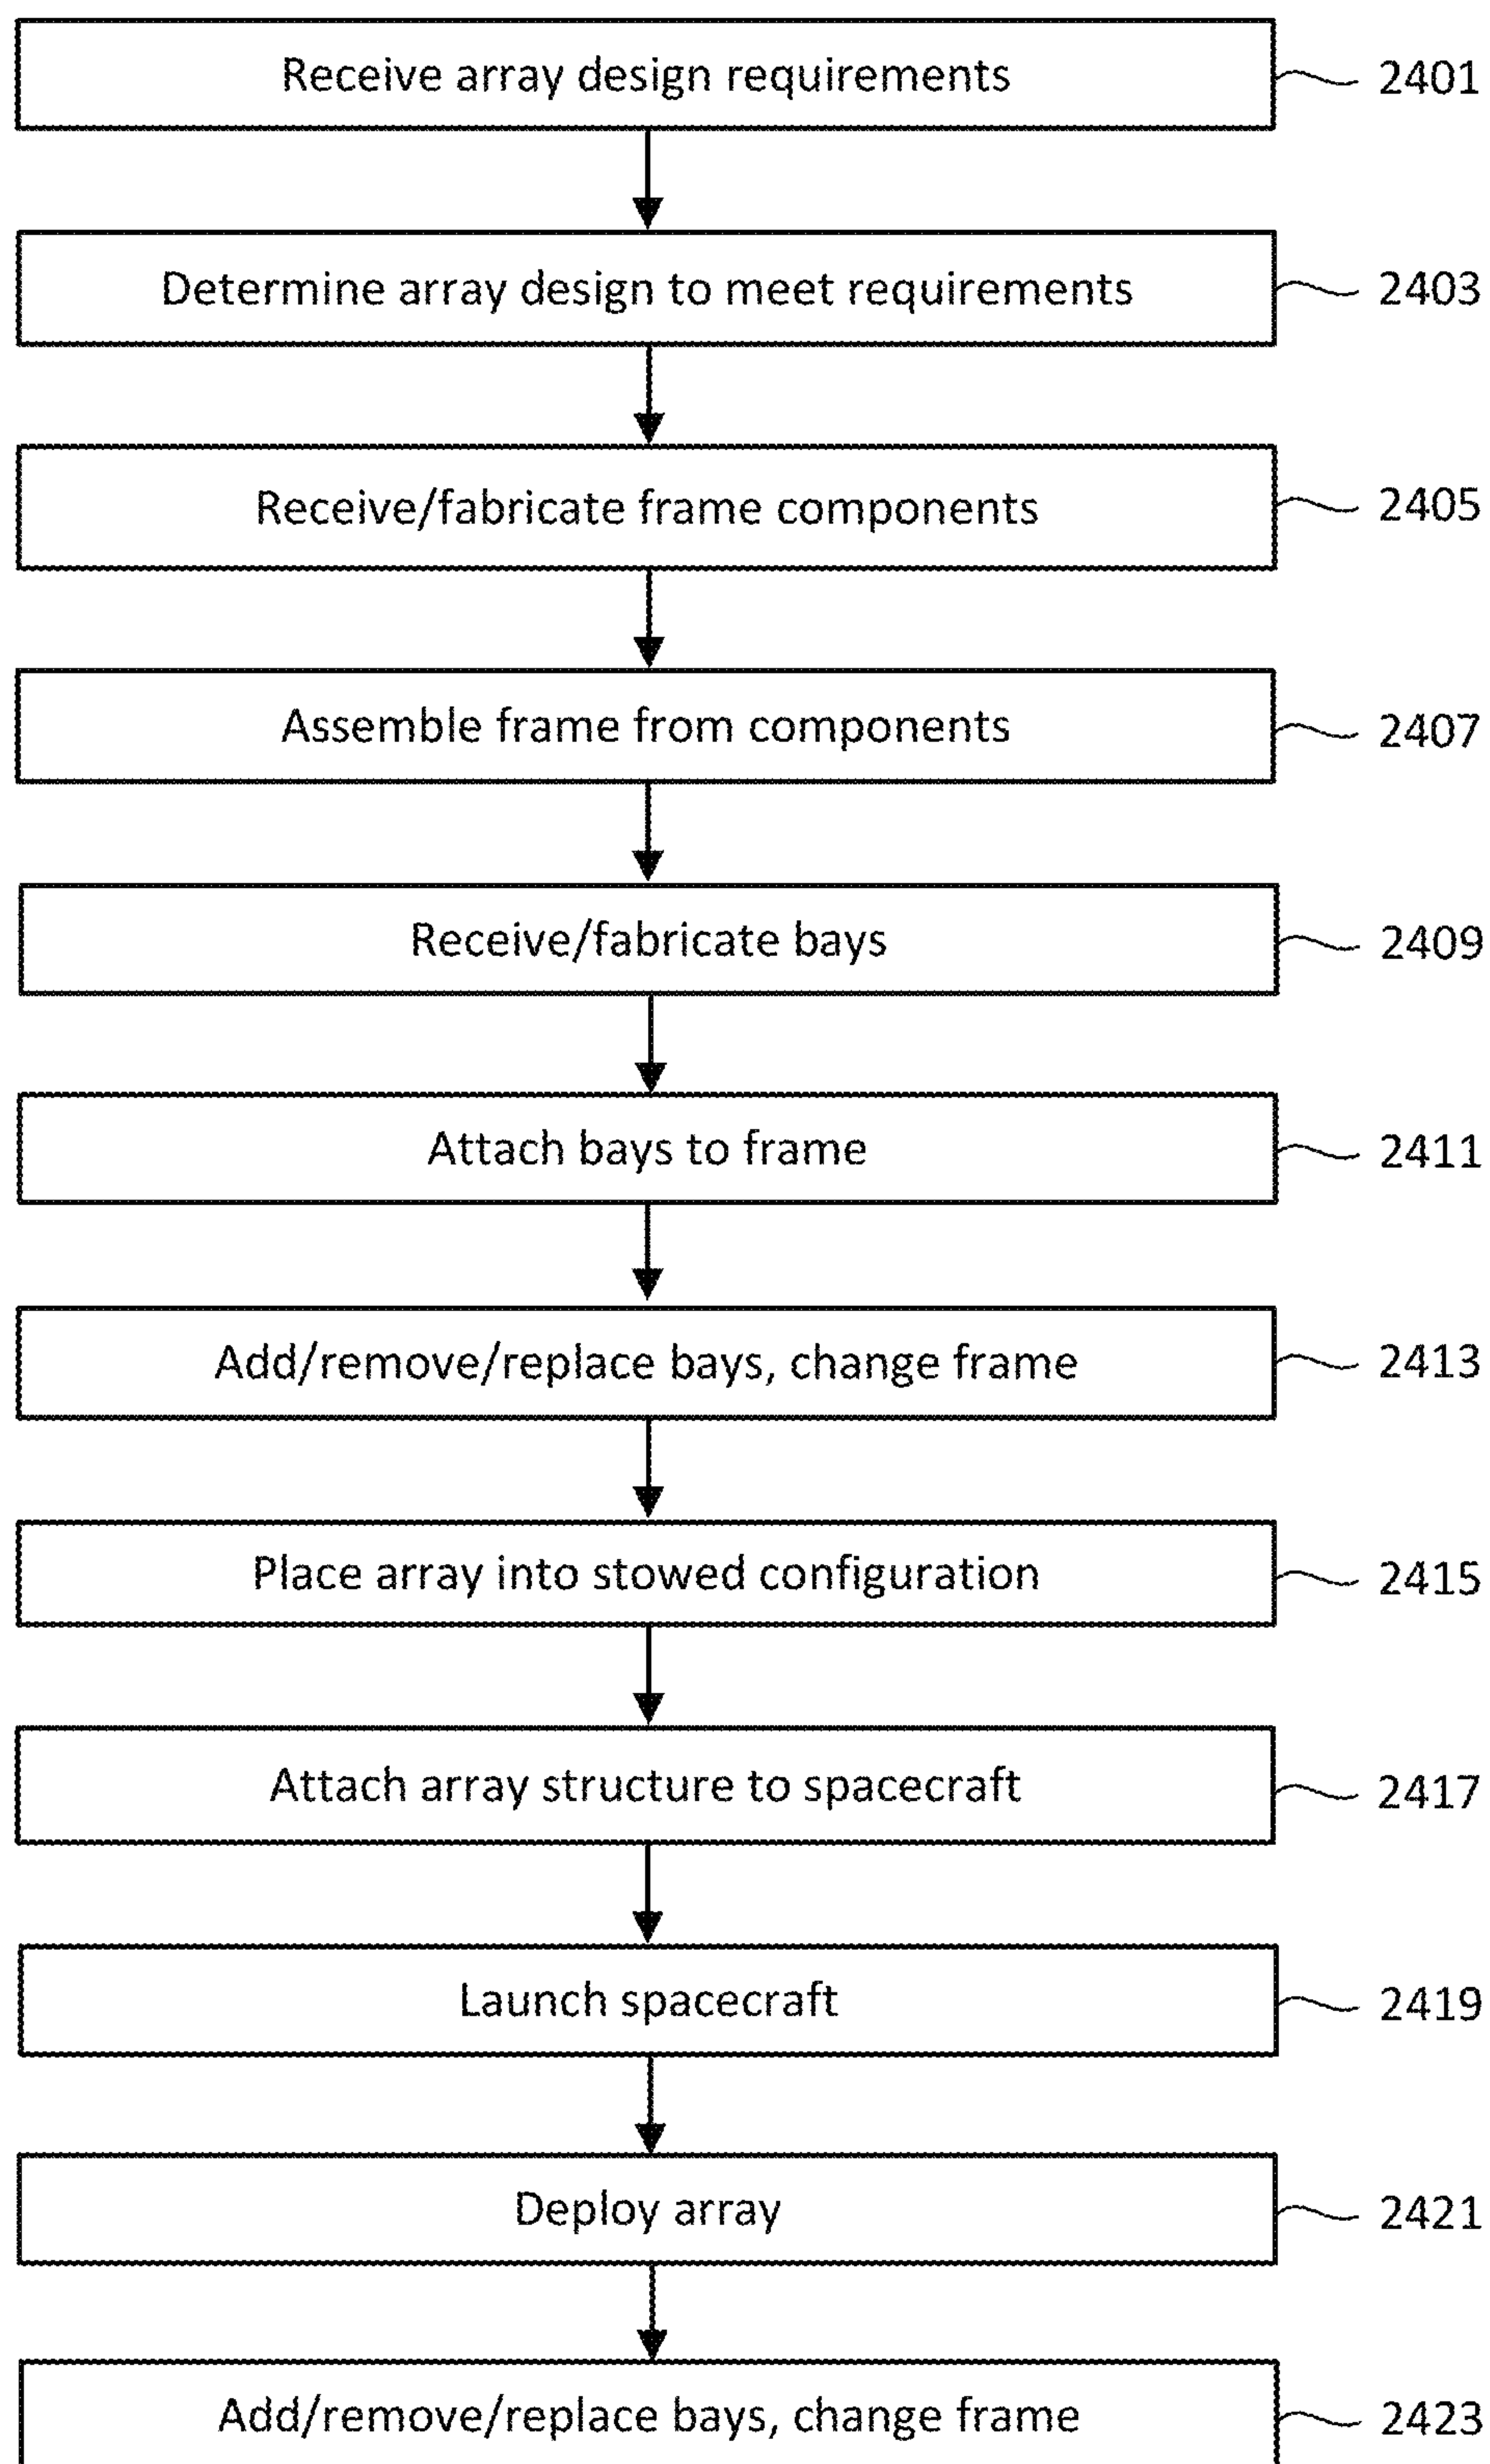 Receive array design requirements 2401
Determine array design to meet requirements 2403
Receive/fabricate frame components 2405
Assemble frame from components 2407
Receive/fabricate bays 2409
Attach bays to frame 2411
Add/remove/replace bays, change frame 2413
Place array into stowed configuration 2415
Attach array structure to spacecraft 2417
Launch spacecraft 2419
Deploy array 2421
Add/remove/replace bays, change frame 2423